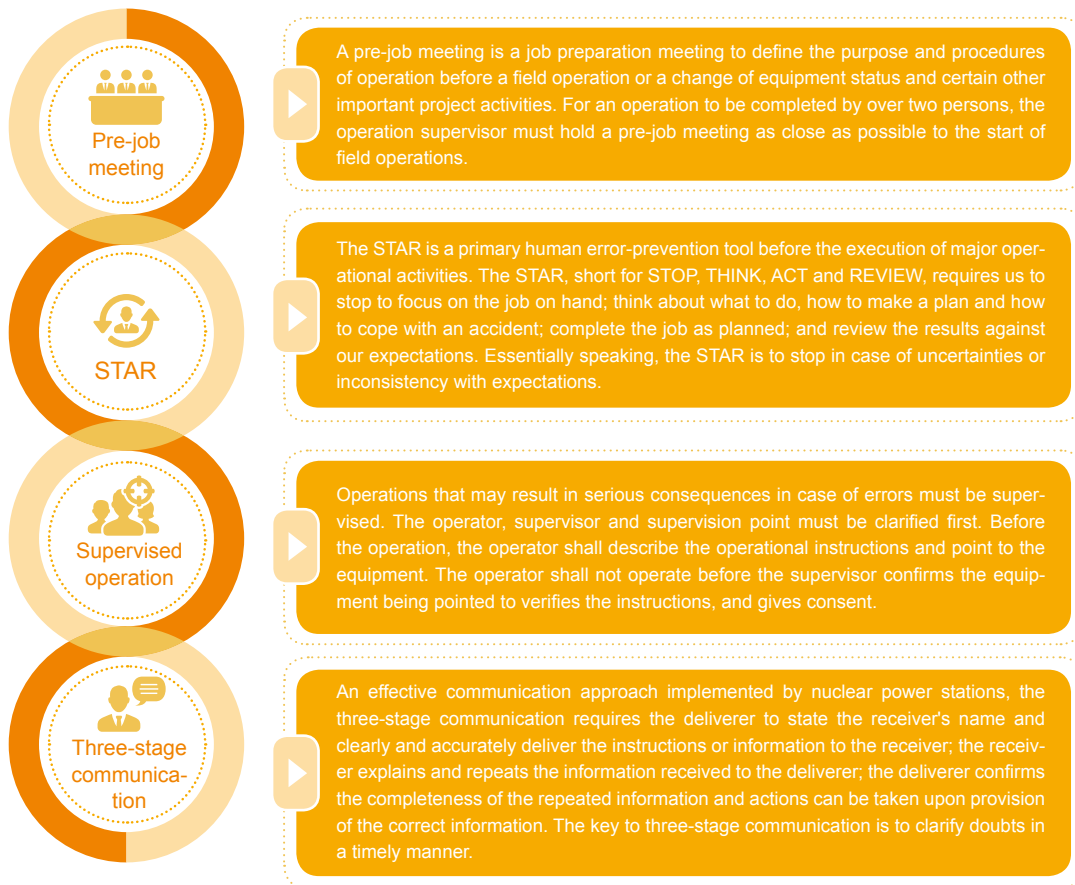 Pre-job
meeting
A pre-job meeting is a job preparation meeting to define the purpose and procedures
of operation before a field operation or a change of equipment status and certain other
important project activities. For an operation to be completed by over two persons, the
operation supervisor must hold a pre-job meeting as close as possible to the start of
field operations.
STAR
The STAR is a primary human error-prevention tool before the execution of major oper-
ational activities. The STAR, short for STOP, THINK, ACT and REVIEW, requires us to
stop to focus on the job on hand; think about what to do, how to make a plan and how
to cope with an accident; complete the job as planned; and review the results against
our expectations. Essentially speaking, the STAR is to stop in case of uncertainties or
inconsistency with expectations.
Supervised
operation
Operations that may result in serious consequences in case of errors must be super-
vised. The operator, supervisor and supervision point must be clarified first. Before
the operation, the operator shall describe the operational instructions and point to the
equipment. The operator shall not operate before the supervisor confirms the equip-
ment being pointed to verifies the instructions, and gives consent.
Three-stage
communica-
tion
An effective communication approach implemented by nuclear power stations, the
three-stage communication requires the deliverer to state the receiver's name and
clearly and accurately deliver the instructions or information to the receiver; the receiv-
er explains and repeats the information received to the deliverer; the deliverer confirms
the completeness of the repeated information and actions can be taken upon provision
of the correct information. The key to three-stage communication is to clarify doubts in
a timely manner.